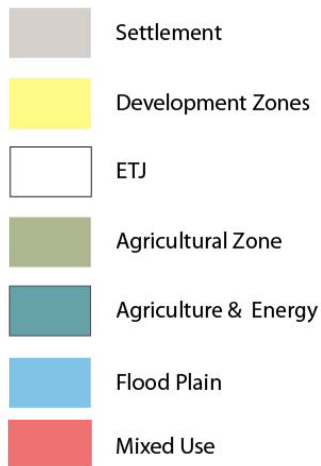 Settlement
Development Zones
ETJ
Agricultural Zone
Agriculture & Energy
Flood Plain
Mixed Use